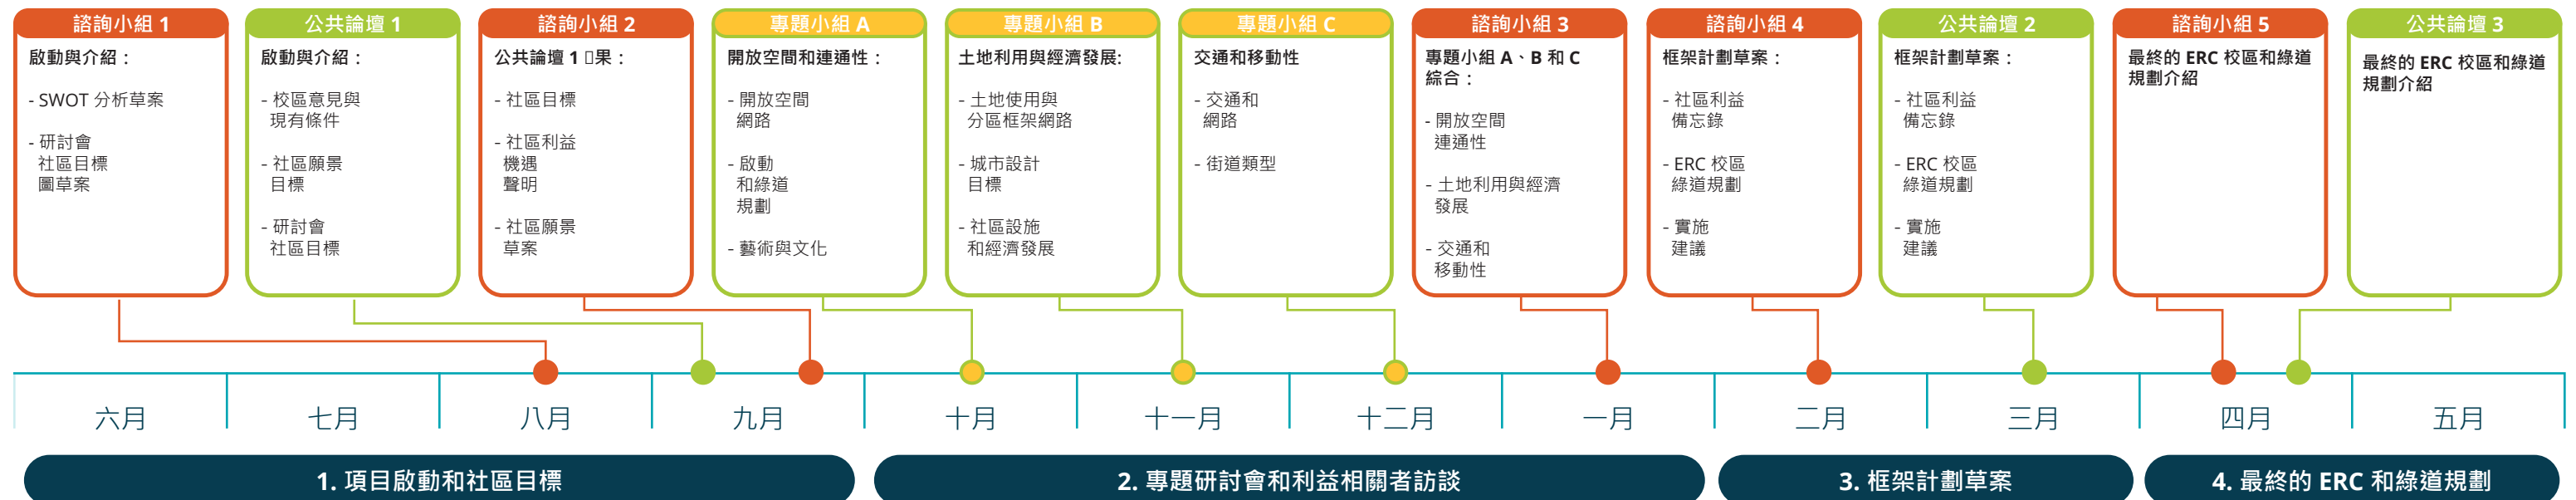 諮詢小組 1
啟動與介紹：
- SWOT 分析草案
- 研討會
社區目標
圖草案
公共論壇 1
啟動與介紹：
- 校區意見與
現有條件
- 社區願景
目標
- 研討會
社區目標
諮詢小組 2
公共論壇 1 果：
- 社區目標
- 社區利益
機遇
聲明
- 社區願景
草案
專題小組 A
開放空間和連通性：
- 開放空間
網路
- 啟動
和綠道
規劃
- 藝術與文化
專題小組 B
土地利用與經濟發展:
- 土地使用與
分區框架網路
- 城市設計
目標
- 社區設施
和經濟發展
專題小組 C
交通和移動性
- 交通和
網路
- 街道類型
諮詢小組 3
專題小組 A、B 和 C
綜合：
- 開放空間
連通性
- 土地利用與經濟
發展
- 交通和
移動性
諮詢小組 4
框架計劃草案：
- 社區利益
備忘錄
- ERC 校區
綠道規劃
- 實施
建議
公共論壇 2
框架計劃草案：
- 社區利益
備忘錄
- ERC 校區
綠道規劃
- 實施
建議
諮詢小組 5
最終的 ERC 校區和綠道
規劃介紹
公共論壇 3
最終的 ERC 校區和綠道
規劃介紹
六月
七月
八月
九月
十月
十一月
十二月
一月
二月
三月
四月
五月
1. 項目啟動和社區目標
2. 專題研討會和利益相關者訪談
3. 框架計劃草案
4. 最終的 ERC 和綠道規劃